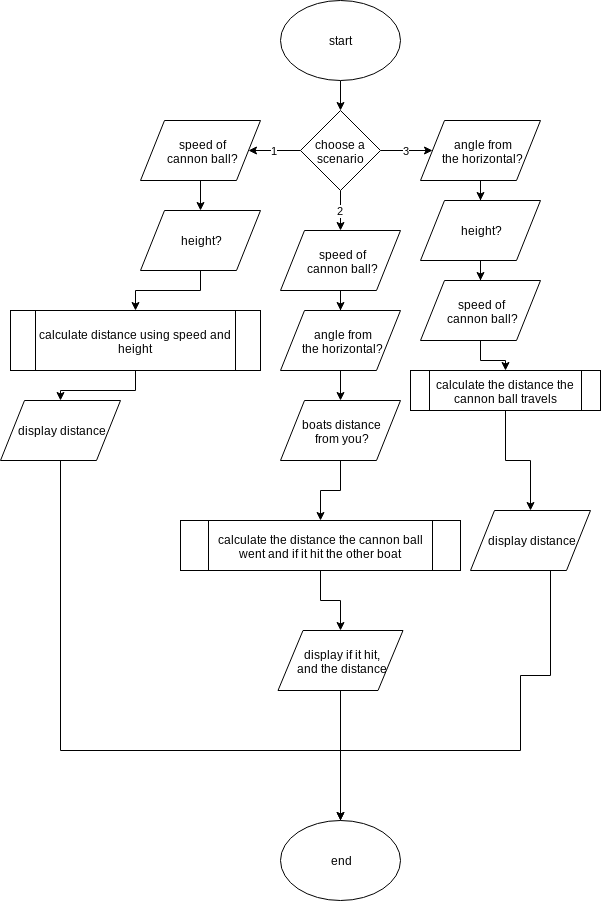 start
choose a
scenario
1
2
3
speed of
cannon ball?
height?
calculate distance using speed and
height
display distance
speed of
cannon ball?
angle from
the horizontal?
boats distance
from you?
calculate the distance the cannon ball
went and if it hit the other boat
display if it hit,
and the distance
angle from
the horizontal?
height?
speed of
cannon ball?
calculate the distance the
cannon ball travels
display distance
end